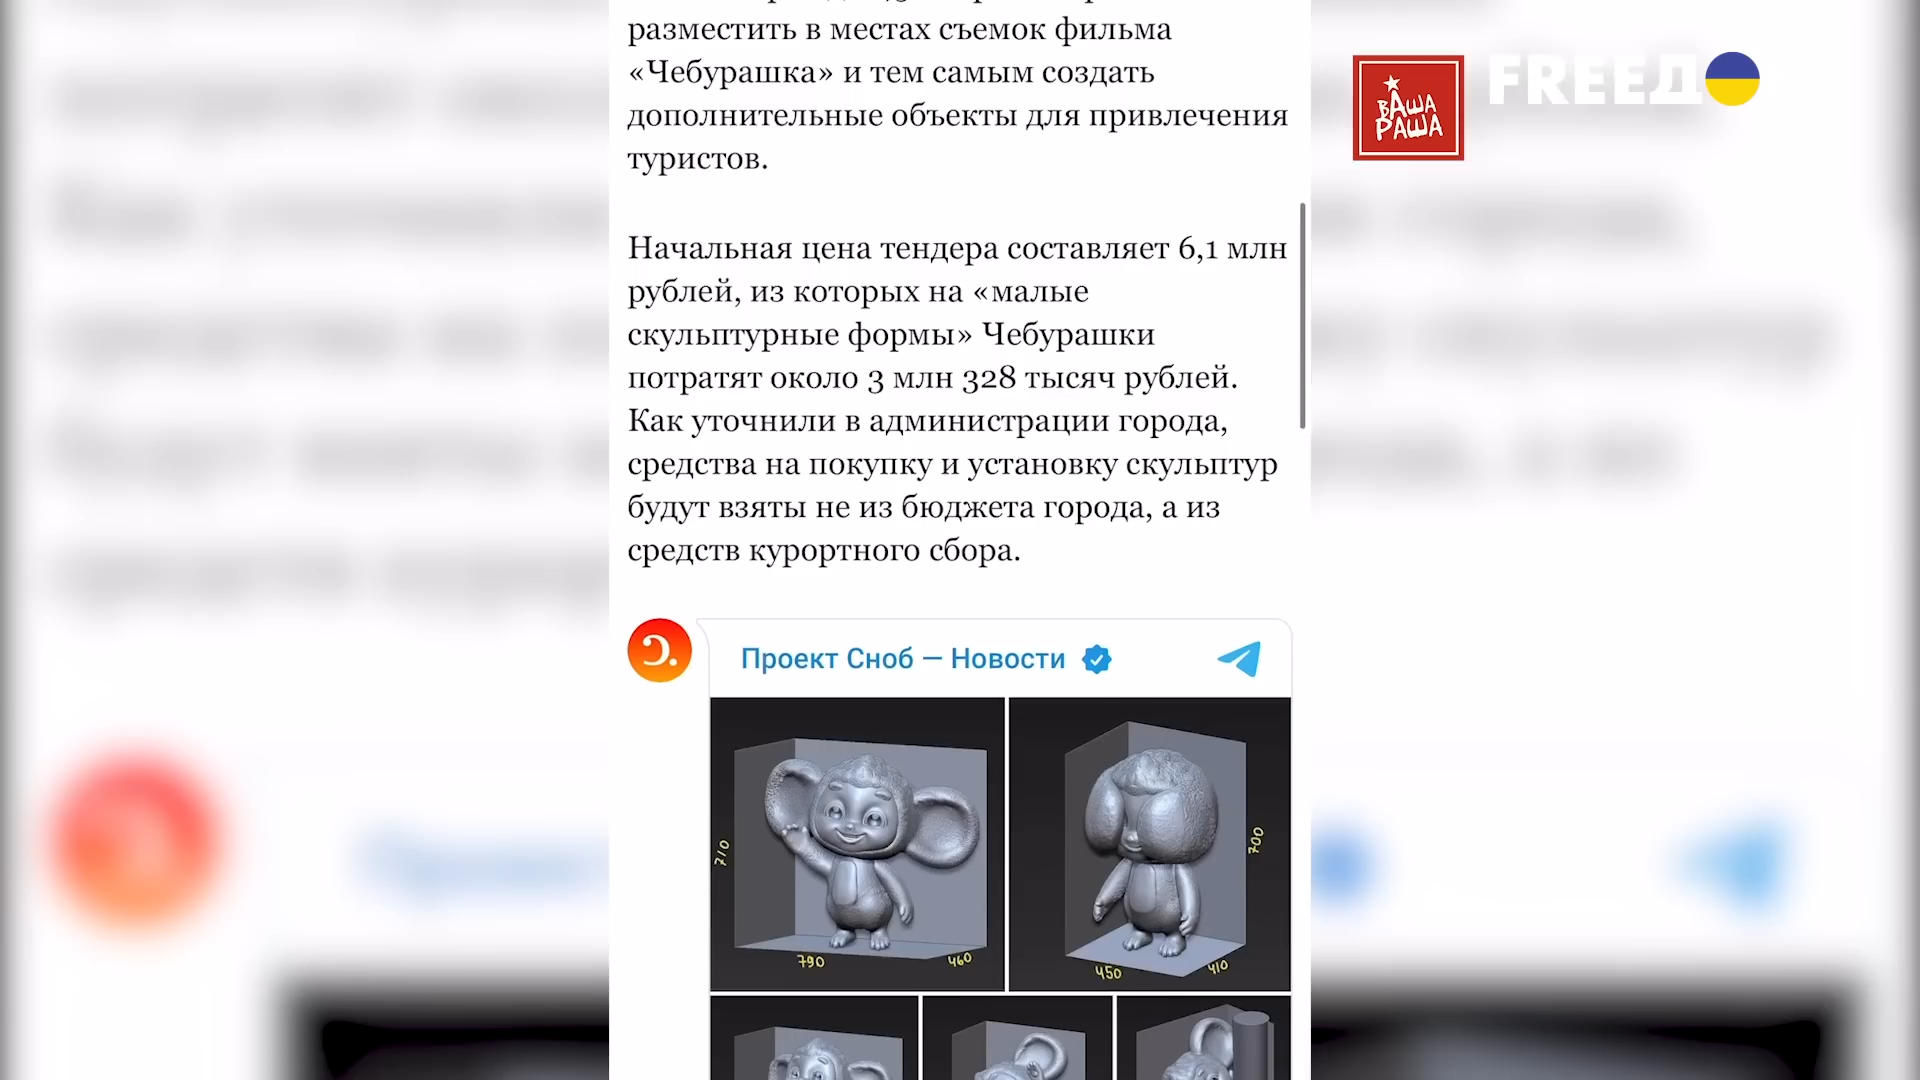 разместить в местах съемок фильма
«Чебурашка» и тем самым создать
дополнительные объекты для привлечения
туристов.
Начальная цена тендера составляет 6,1 млн
рублей, из которых на «малые
скульптурные формы» Чебурашки
потратят около 3 млн 328 тысяч рублей.
Как уточнили в администрации города,
средства на покупку и установку скульптур
будут взяты не из бюджета города, а из
средств курортного сбора.
Проект Сноб — Новости
710
790
460
700
450
410
ВАША
РАША
FREEД